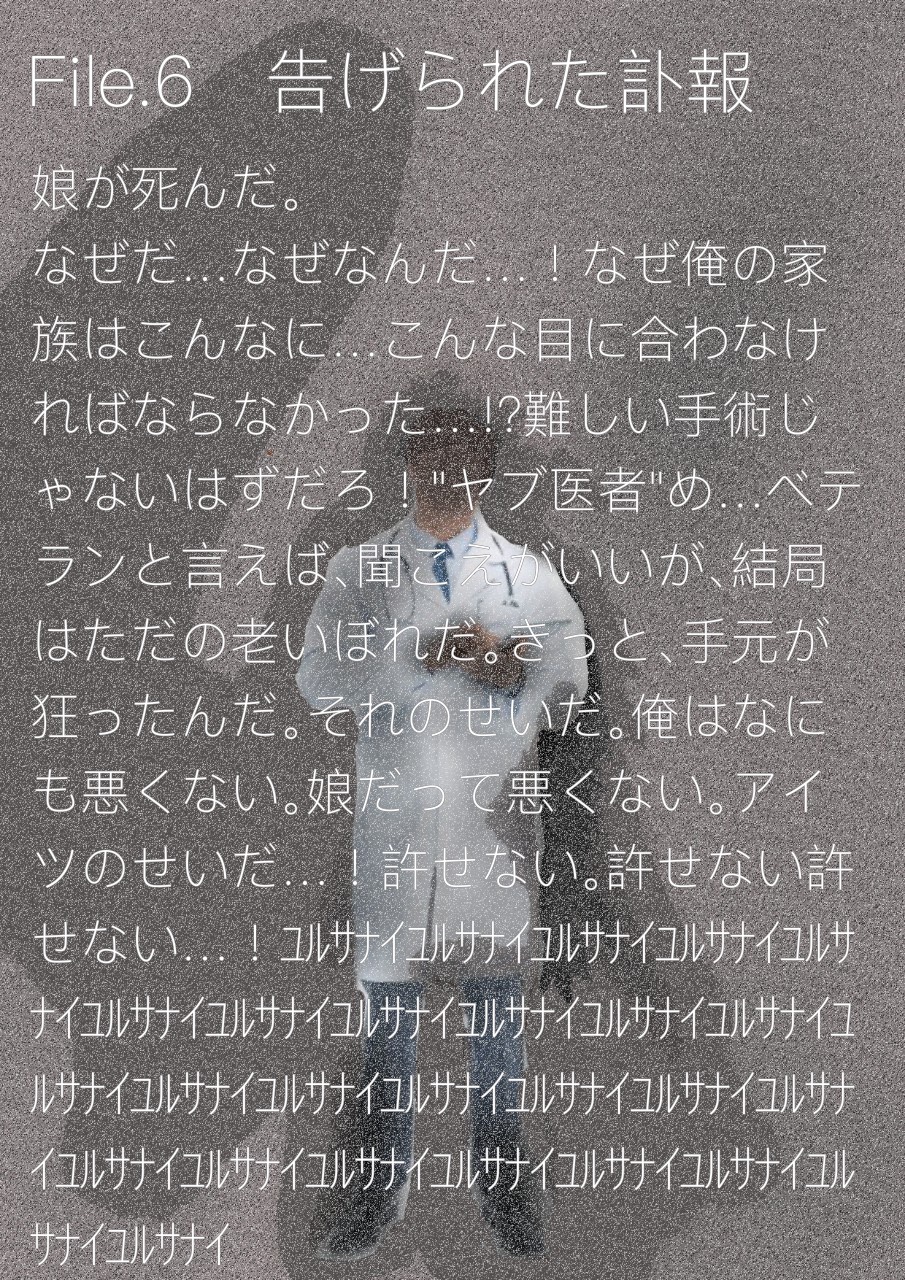 File.6　告げられた訃報
娘が死んだ。
なぜだ…なぜなんだ…！なぜ俺の家
族はこんなに…こんな目に合わなけ
ればならなかった…!?難しい手術じ
ゃないはずだろ！"ヤブ医者"め…ベテ
ランと言えば、聞こえがいいが、結局
はただの老いぼれだ。きっと、手元が
狂ったんだ。それのせいだ。俺はなに
も悪くない。娘だって悪くない。アイ
ツのせいだ…！許せない。許せない許
せない…！ﾕﾙｻﾅｲﾕﾙｻﾅｲﾕﾙｻﾅｲﾕﾙｻﾅｲﾕﾙｻ
ﾅｲﾕﾙｻﾅｲﾕﾙｻﾅｲﾕﾙｻﾅｲﾕﾙｻﾅｲﾕﾙｻﾅｲﾕﾙｻﾅｲﾕ
ﾙｻﾅｲﾕﾙｻﾅｲﾕﾙｻﾅｲﾕﾙｻﾅｲﾕﾙｻﾅｲﾕﾙｻﾅｲﾕﾙｻﾅ
ｲﾕﾙｻﾅｲﾕﾙｻﾅｲﾕﾙｻﾅｲﾕﾙｻﾅｲﾕﾙｻﾅｲﾕﾙｻﾅｲﾕﾙ
ｻﾅｲﾕﾙｻﾅｲ